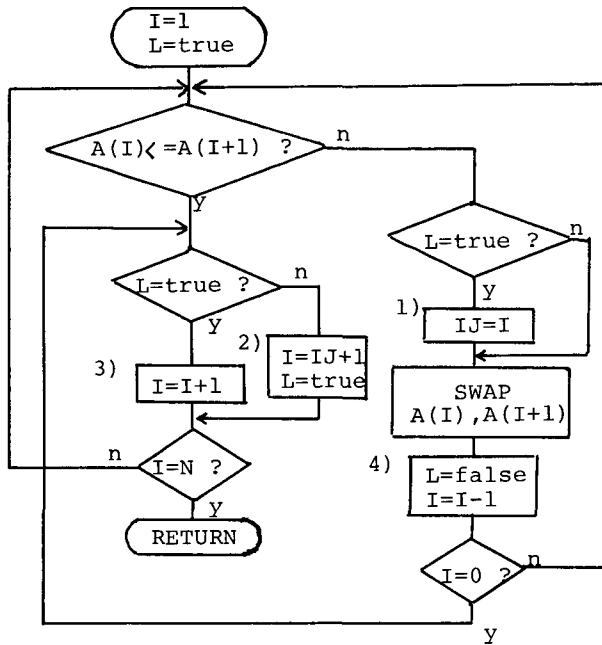 I=1
L=true
A(I)<=A(I+1) ?
n
y
L=true ?
n
y
L=true ?
n
y
1)
IJ=I
2)
I=IJ+1
L=true
3)
I=I+1
SWAP
A(I),A(I+1)
4)
L=false
I=I-1
n
I=N ?
y
RETURN
I=0 ?
n
y